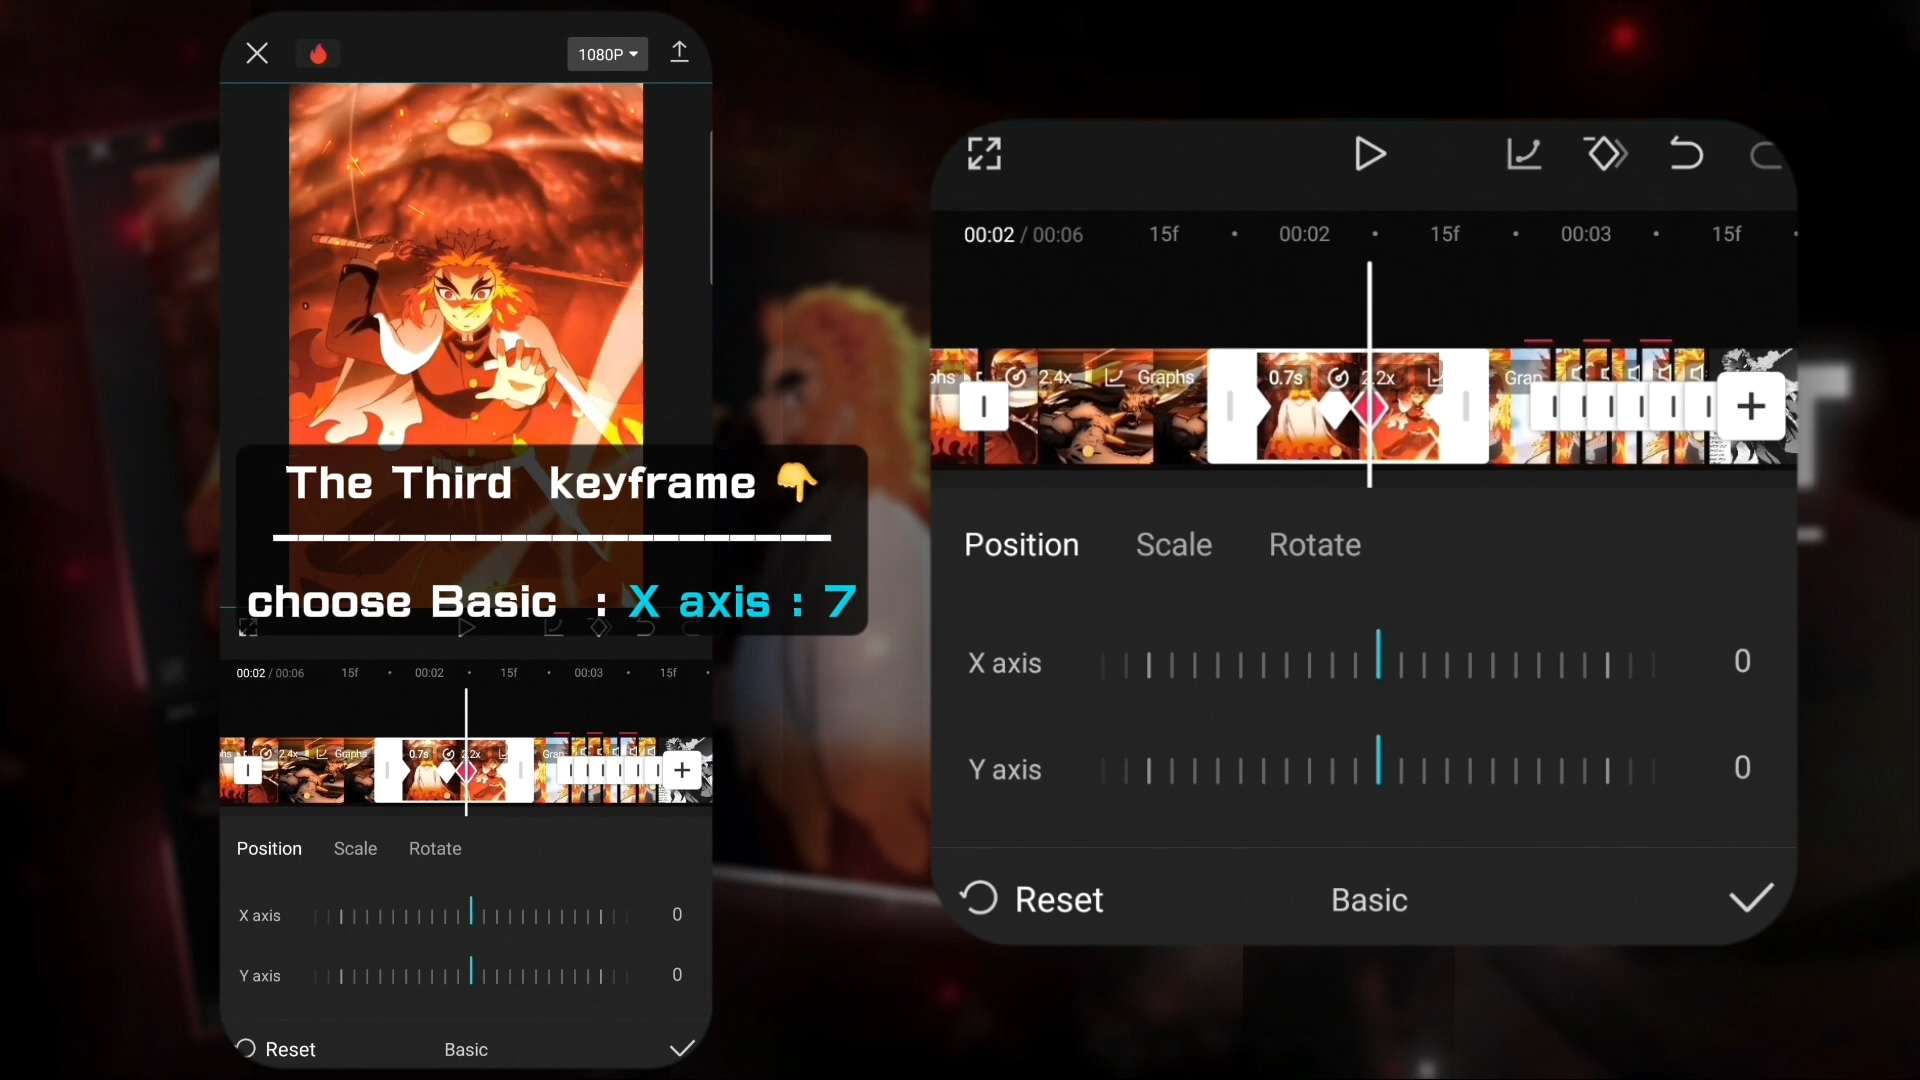 1080P
The Third keyframe 👇
choose Basic : X axis : 7
00:02 / 00:06 15f 00:02 15f 00:03 15f
2.4x Graphs 0.7s 2.2x
Position Scale Rotate
X axis 0
Y axis 0
Reset Basic
00:02 / 00:06 15f 00:02 15f 00:03 15f
2.4x Graphs 0.7s 2.2x
Position Scale Rotate
X axis 0
Y axis 0
Reset Basic